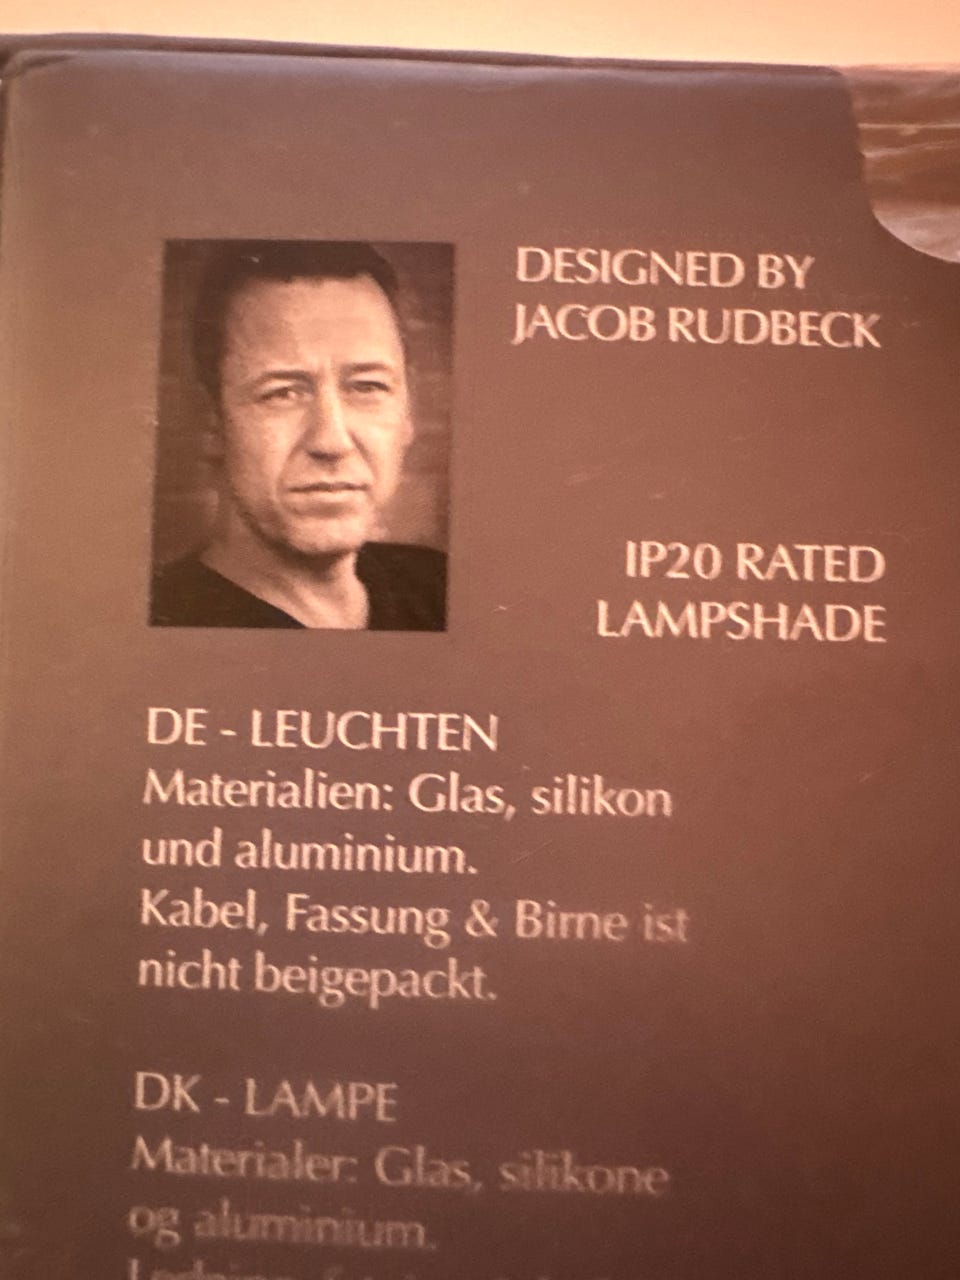 DESIGNED BY
JACOB RUDBECK
IP20 RATED
LAMPSHADE
DE - LEUCHTEN
Materialien: Glas, silikon
und aluminium.
Kabel, Fassung & Birne ist
nicht beigepackt.
DK - LAMPE
Materialer: Glas, silikone
og aluminium.